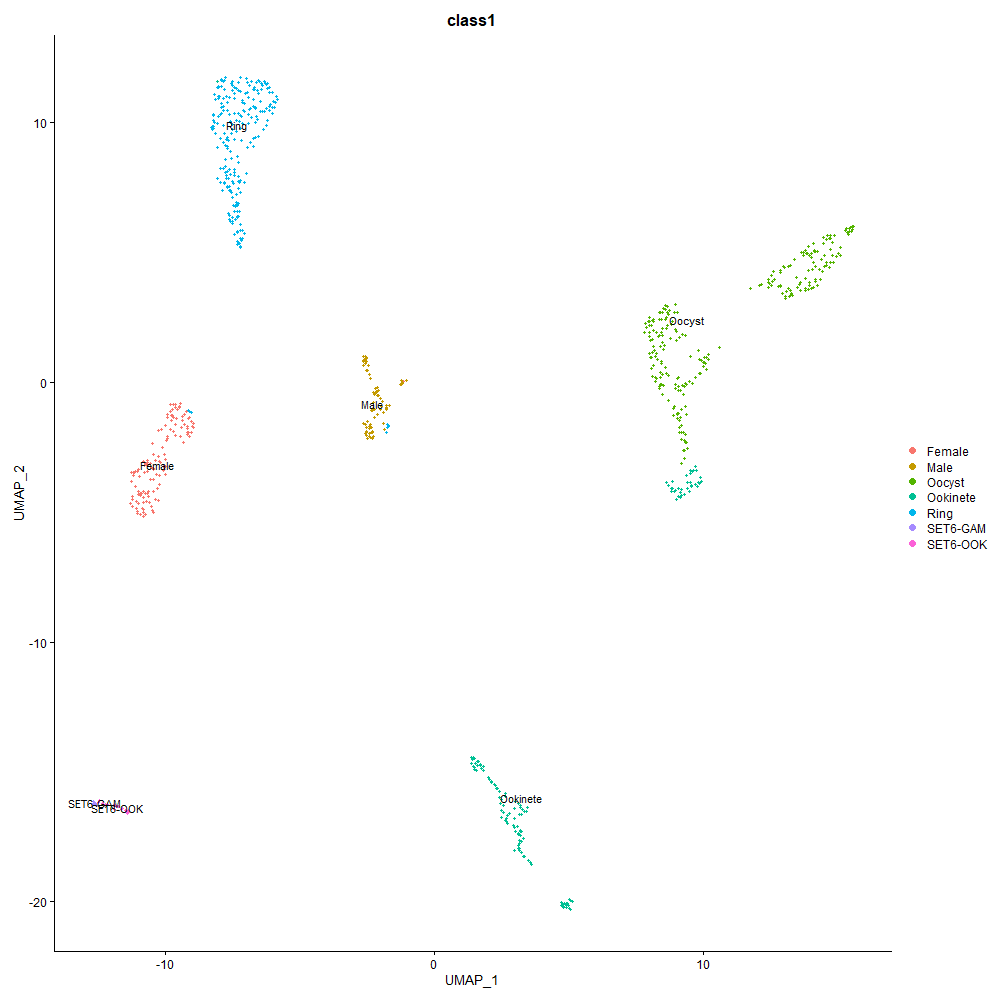 class1
10
Ring
Oocyst
0
Male
Female
UMAP_2
Female
Male
Oocyst
Ookinete
Ring
SET6-GAM
SET6-OOK
-10
Ookinete
SET6-GAM
SET6-OOK
-20
-10
0
10
UMAP_1